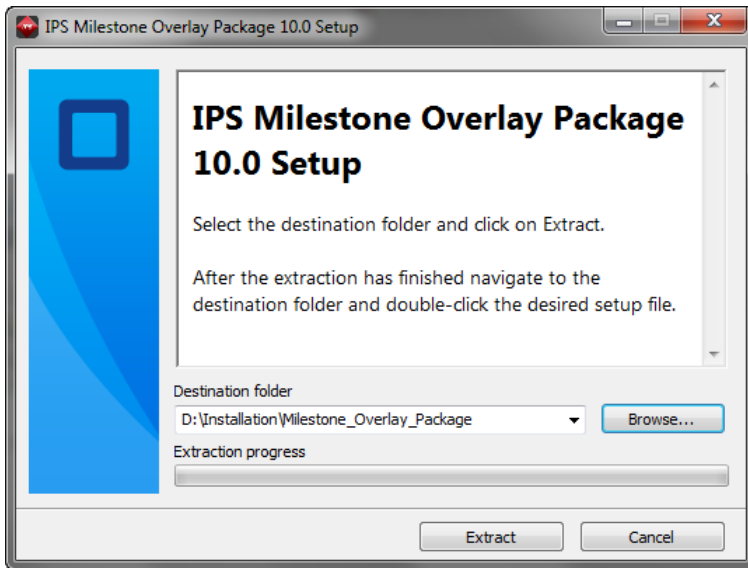 IPS Milestone Overlay Package 10.0 Setup
IPS Milestone Overlay Package
10.0 Setup
Select the destination folder and click on Extract.
After the extraction has finished navigate to the
destination folder and double-click the desired setup file.
Destination folder
D:\Installation\Milestone_Overlay_Package
Browse...
Extraction progress
Extract
Cancel